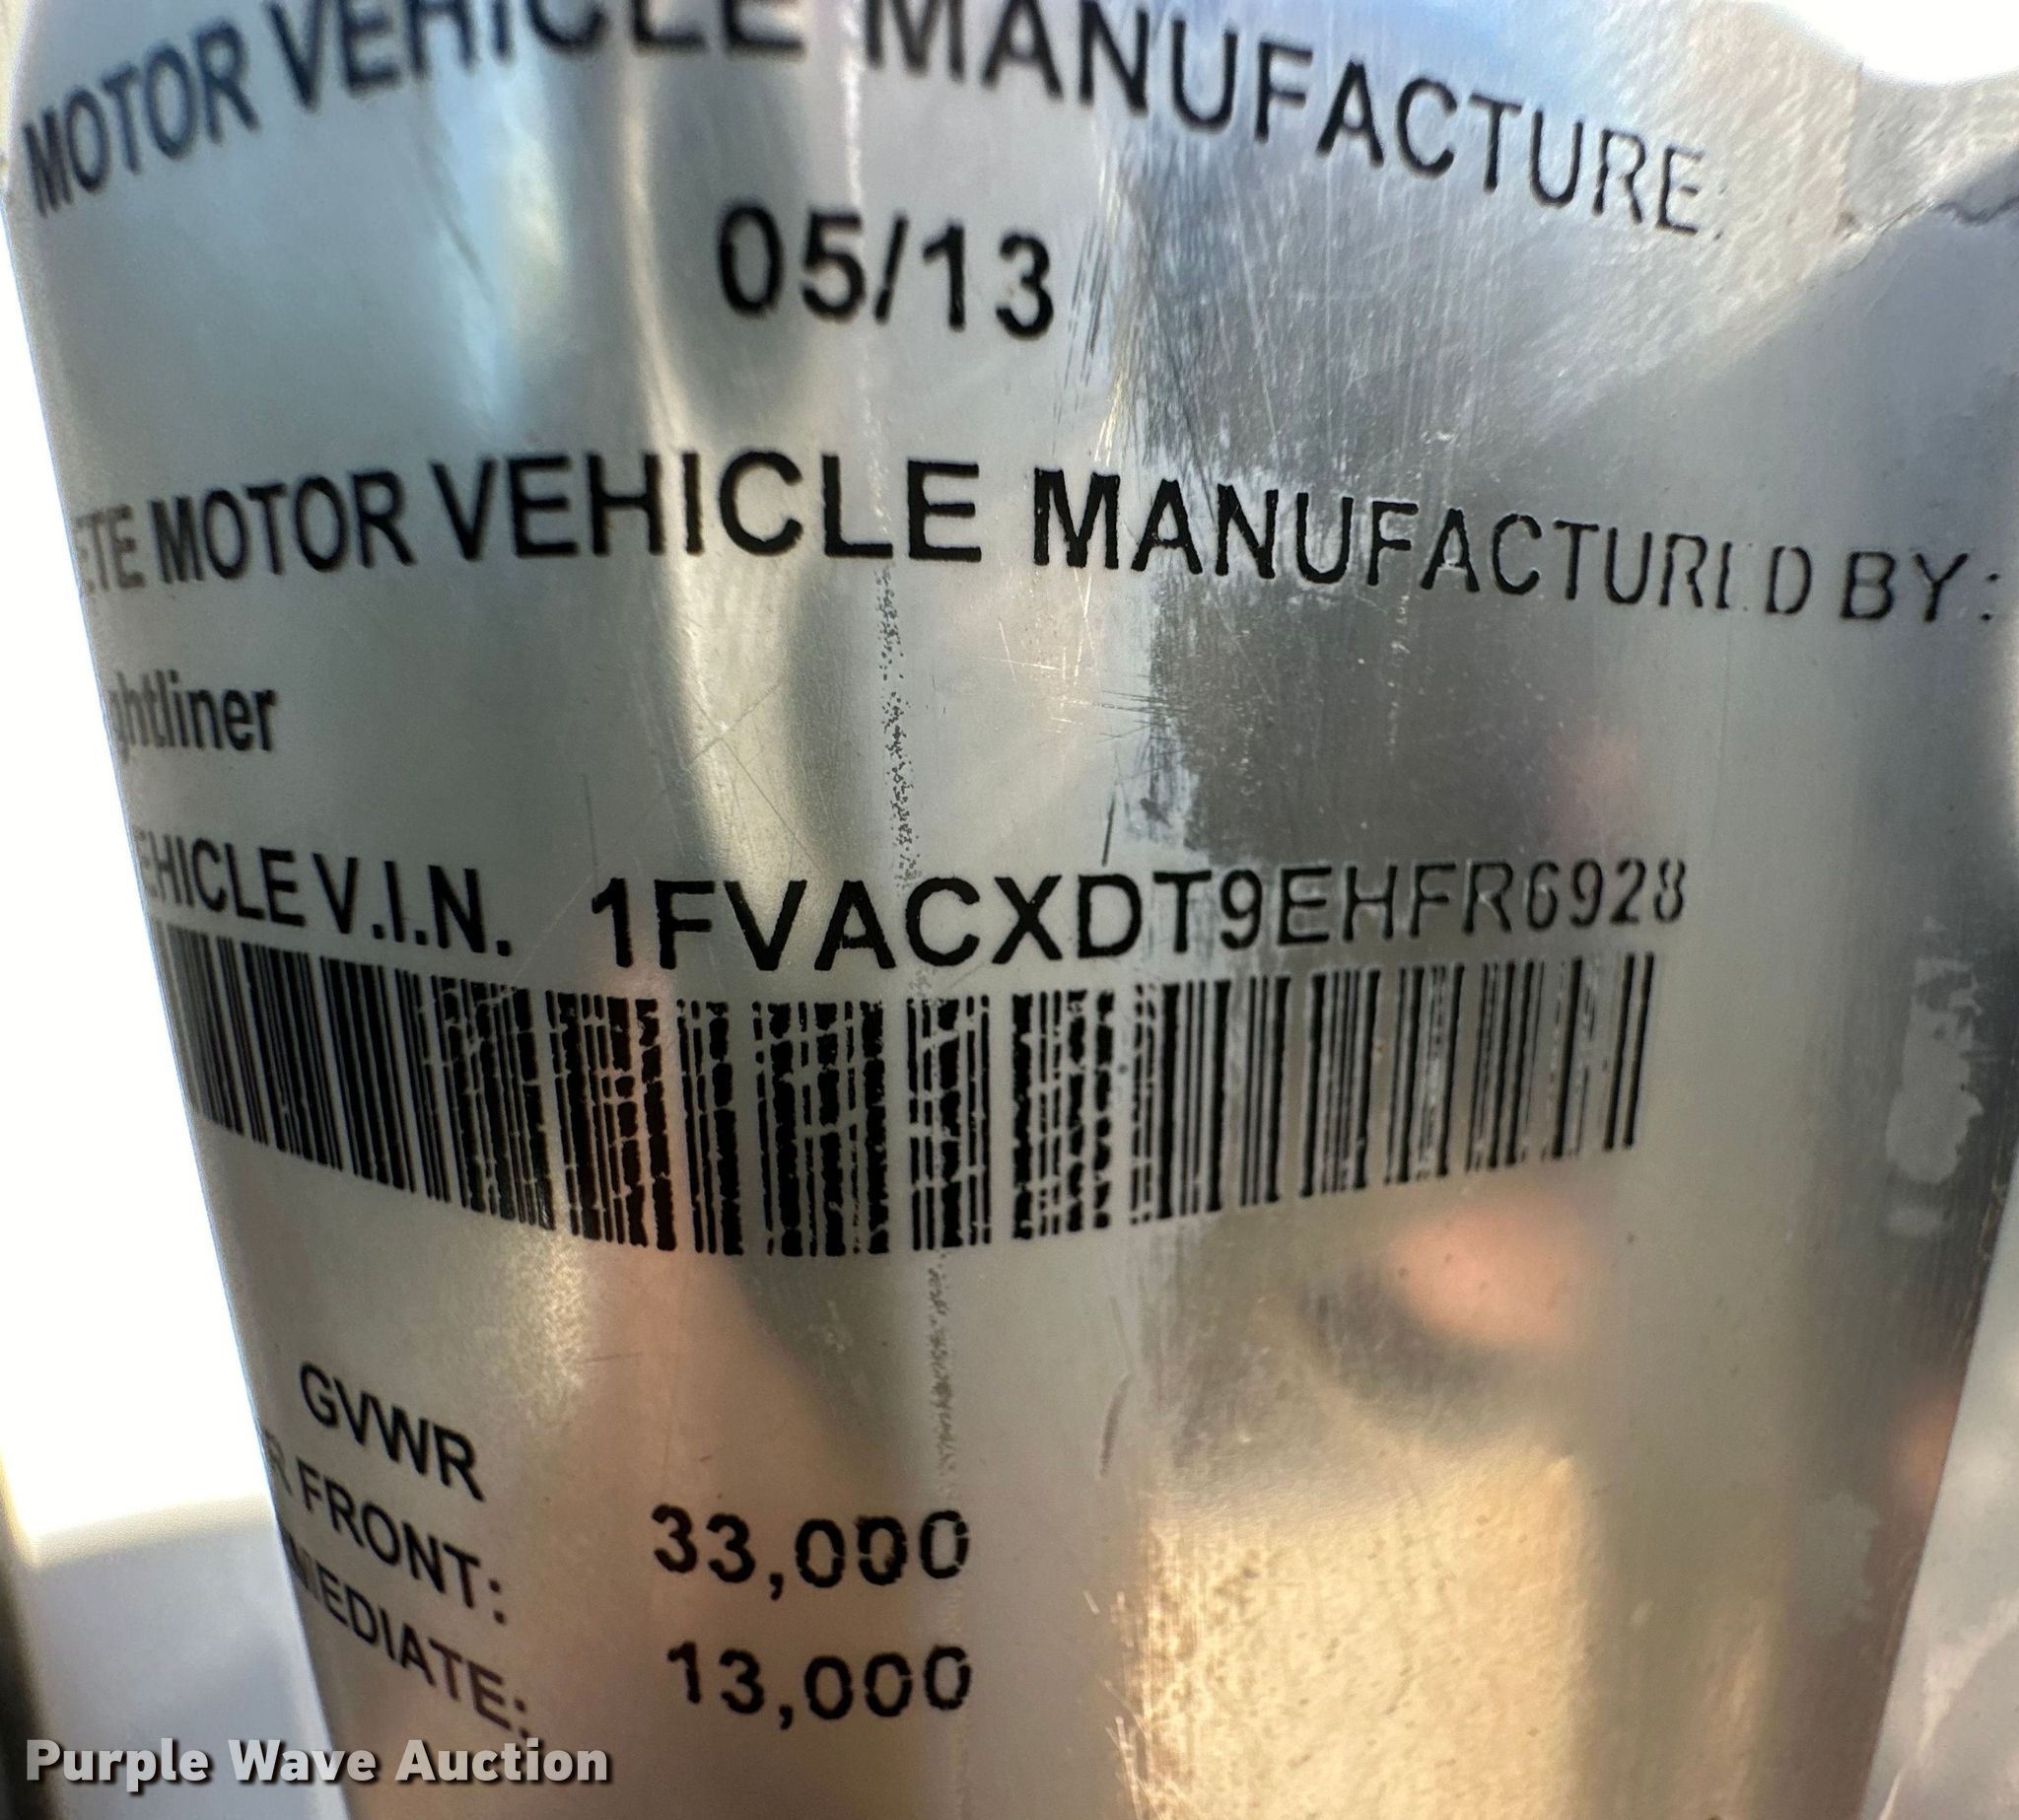 MOTOR VEHICLE MANUFACTURE:
05/13
ETE MOTOR VEHICLE MANUFACTURED BY:
ghtliner
EHICLE V.I.N. 1FVACXDT9EHFR6928
GVWR
R FRONT: 33,000
MEDIATE: 13,000
Purple Wave Auction